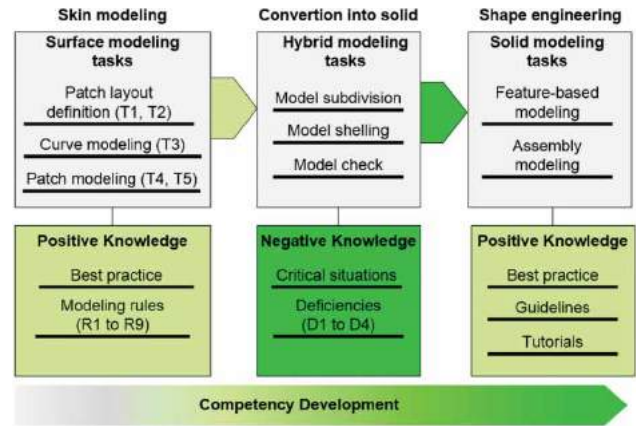 Skin modeling
Convertion into solid
Shape engineering
Surface modeling
tasks
Patch layout
definition (T1, T2)
Curve modeling (T3)
Patch modeling (T4, T5)
Hybrid modeling
tasks
Model subdivision
Model shelling
Model check
Solid modeling
tasks
Feature-based
modeling
Assembly
modeling
Positive Knowledge
Best practice
Modeling rules
(R1 to R9)
Negative Knowledge
Critical situations
Deficiencies
(D1 to D4)
Positive Knowledge
Best practice
Guidelines
Tutorials
Competency Development